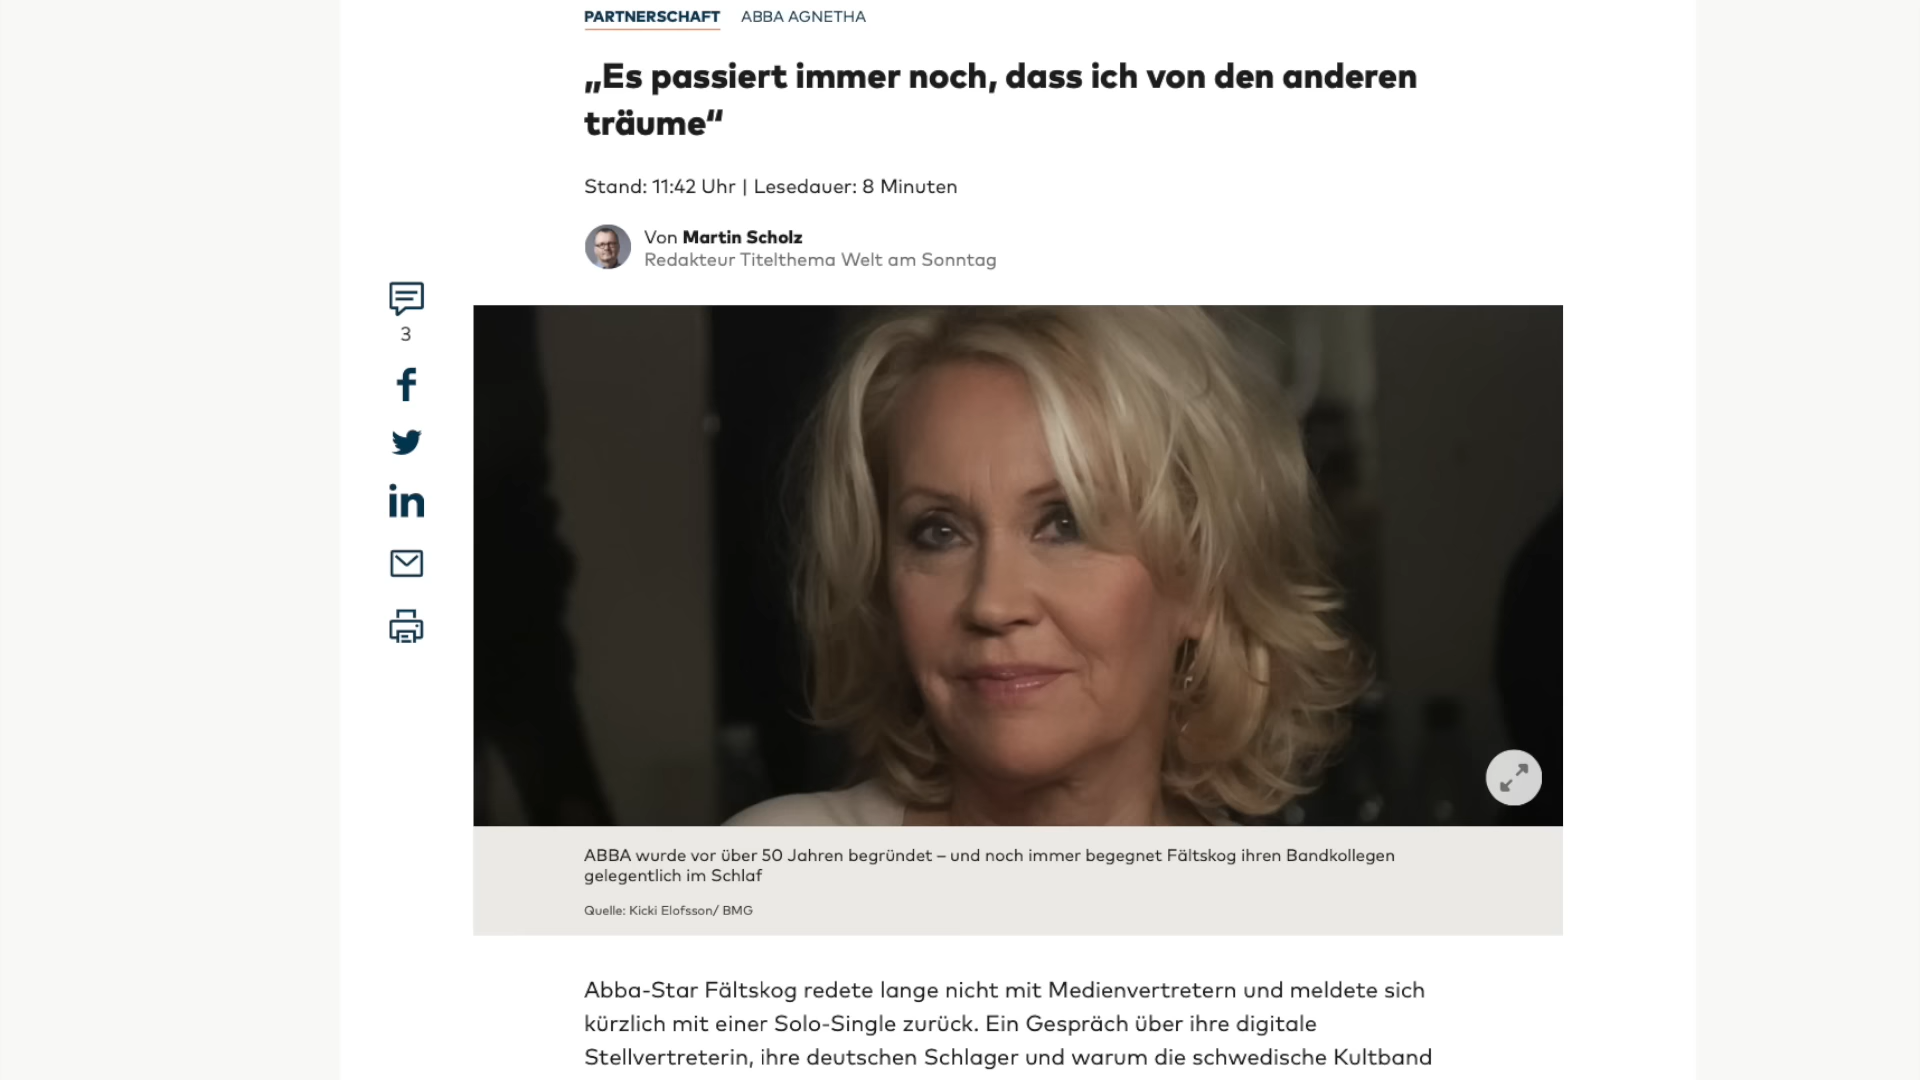 PARTNERSCHAFT ABBA AGNETHA
„Es passiert immer noch, dass ich von den anderen
träume“
Stand: 11:42 Uhr | Lesedauer: 8 Minuten
Von Martin Scholz
Redakteur Titelthema Welt am Sonntag
3
f
in
ABBA wurde vor über 50 Jahren begründet – und noch immer begegnet Fältskog ihren Bandkollegen
gelegentlich im Schlaf
Quelle: Kicki Elofsson/ BMG
Abba-Star Fältskog redete lange nicht mit Medienvertretern und meldete sich
kürzlich mit einer Solo-Single zurück. Ein Gespräch über ihre digitale
Stellvertreterin, ihre deutschen Schlager und warum die schwedische Kultband